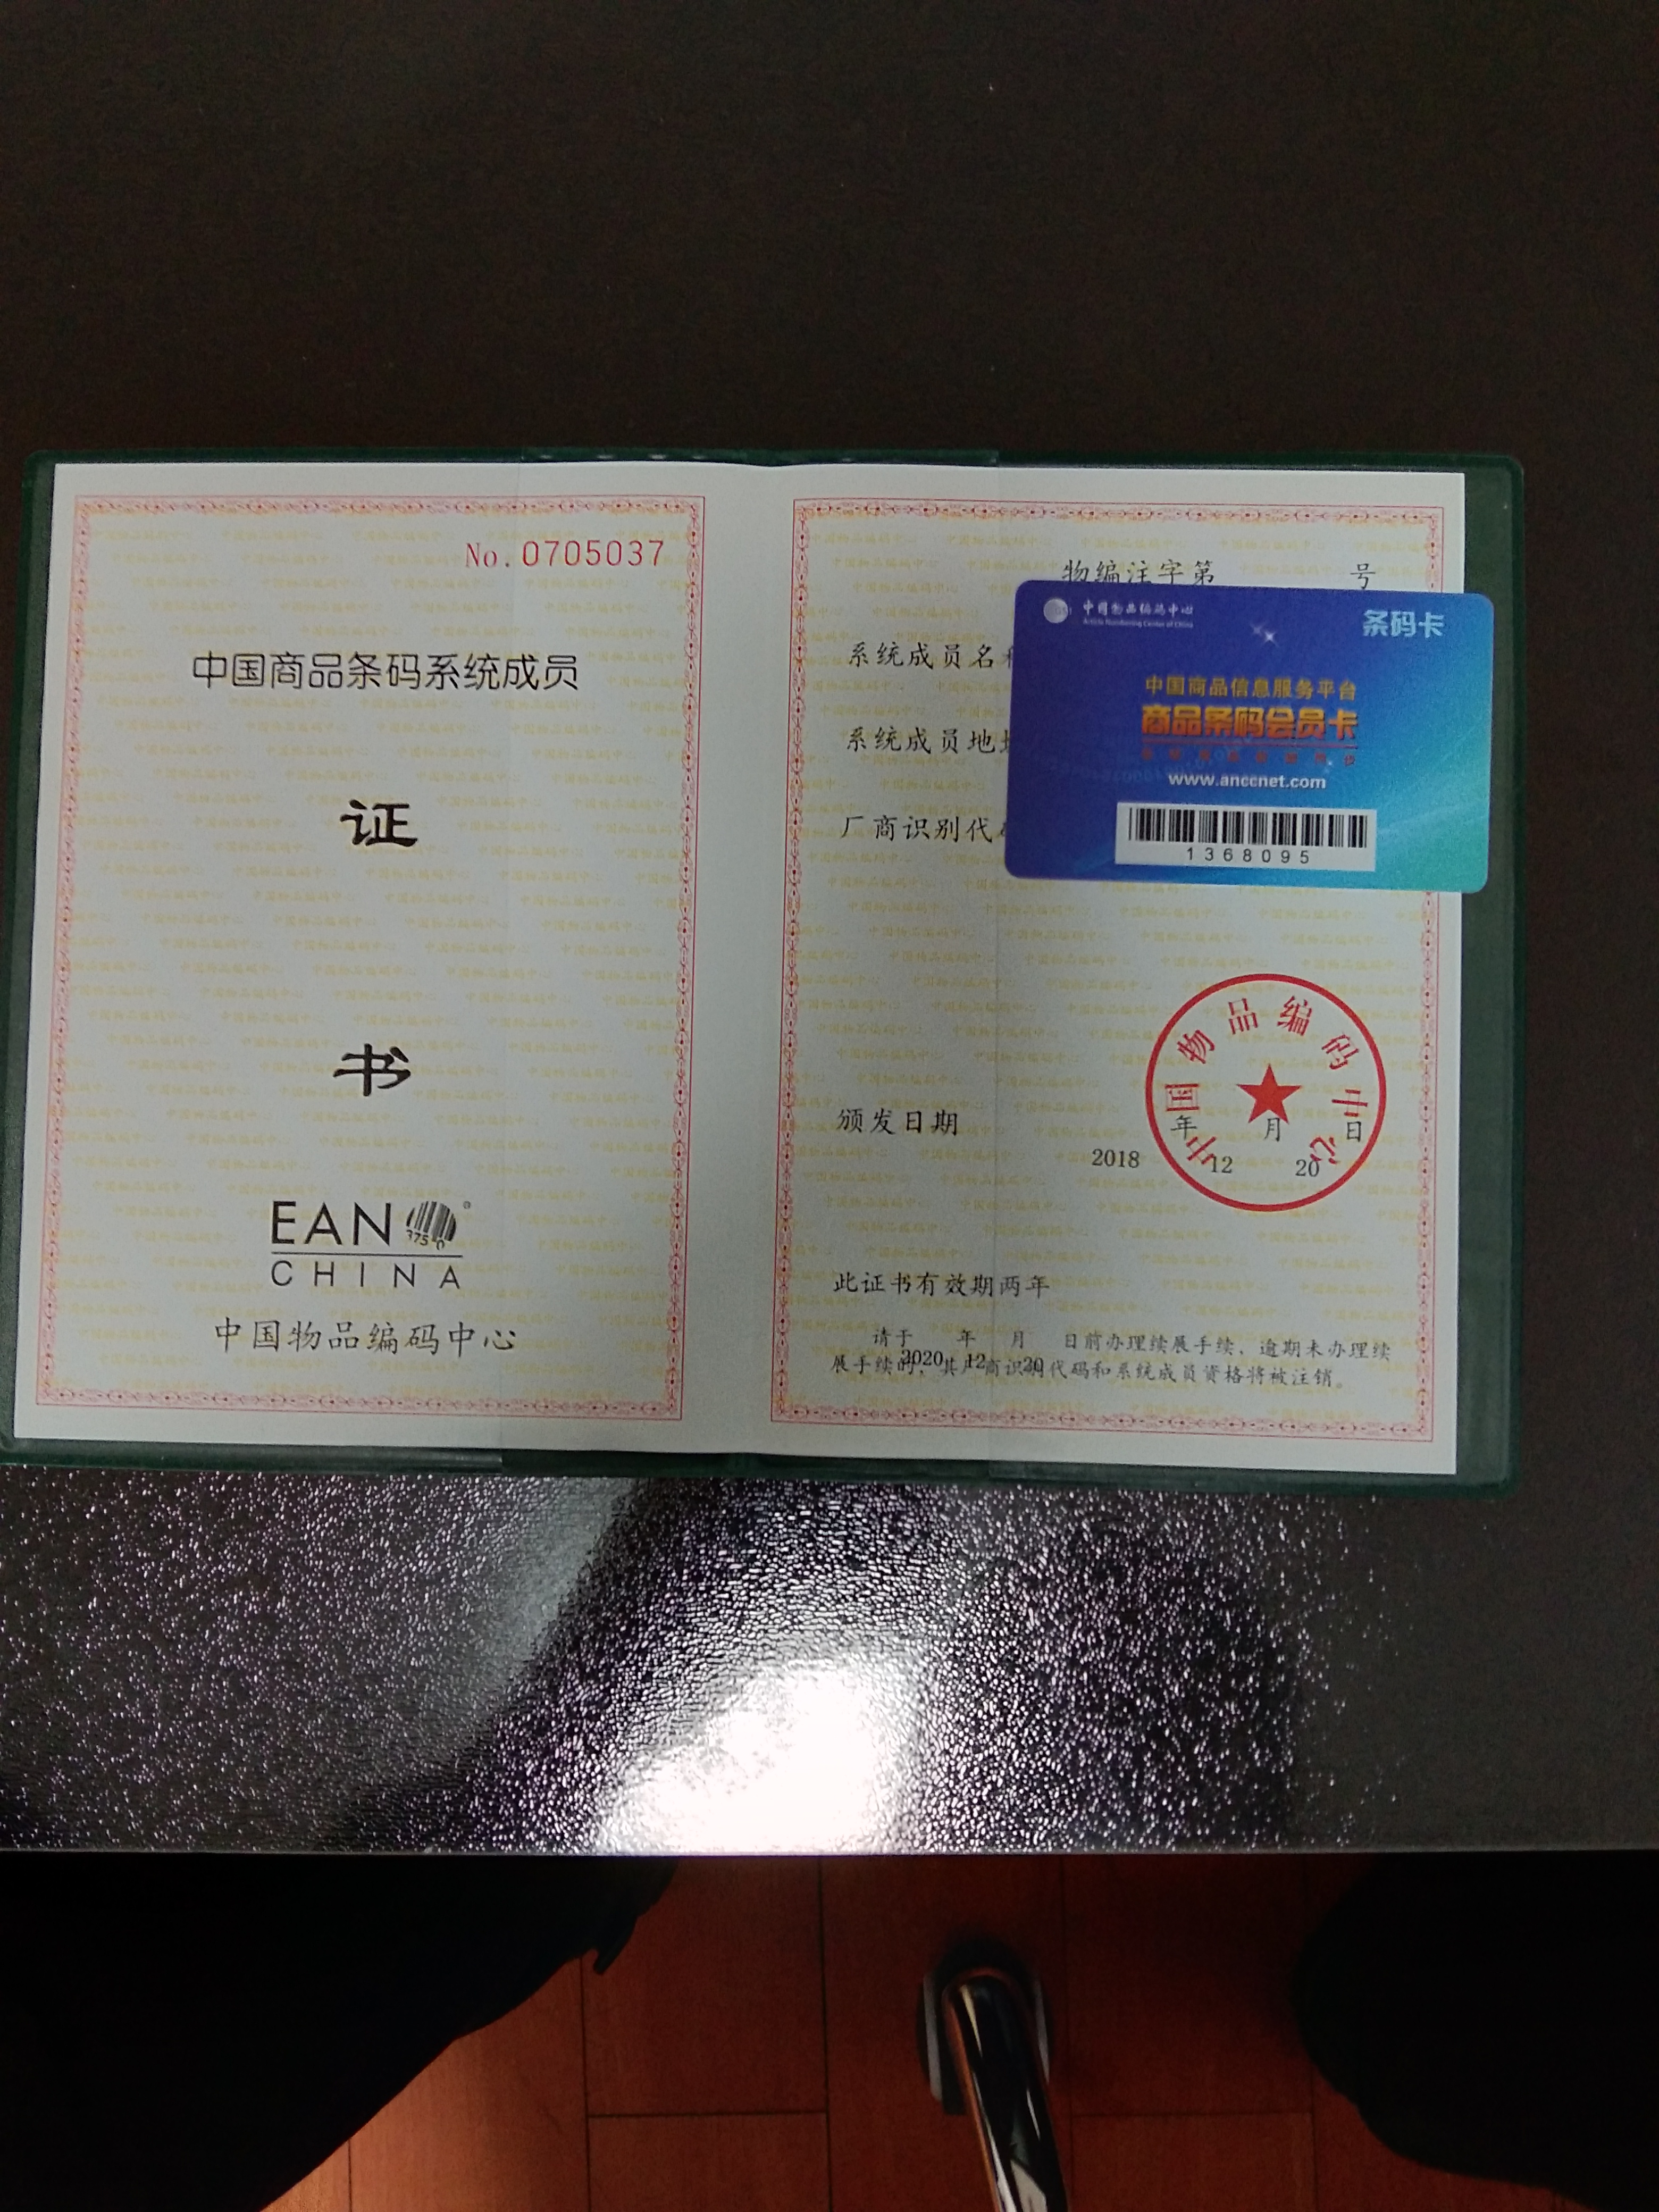 No.0705037
中国商品条码系统成员
证
书
EAN
CHINA
中国物品编码中心
物编注字第 号
系统成员名
系统成员地
厂商识别代
中国物品编码中心
Article Numbering Center of China
条码卡
中国商品信息服务平台
商品条码会员卡
www.anccnet.com
1368095
中国物品编码中心
颁发日期 年 月 日
2018 12 20
此证书有效期两年
请于 年 月 日前办理续展手续，逾期未办理续
2020 12 20
展手续的，其厂商识别代码和系统成员资格将被注销。